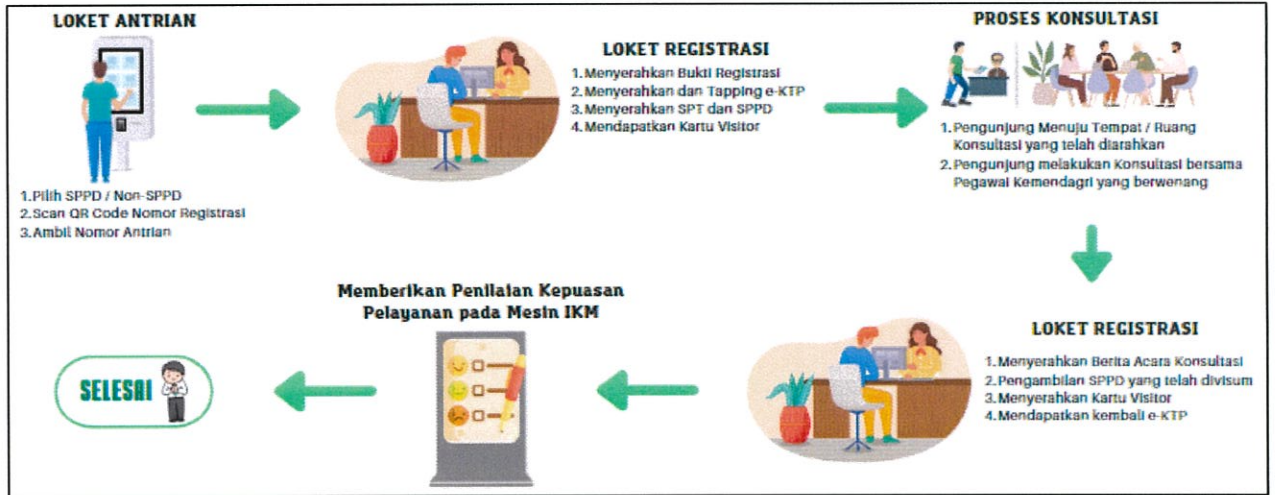 LOKET ANTRIAN
1.Pilih SPPD / Non-SPPD
2.Scan QR Code Nomor Registrasi
3.Ambil Nomor Antrian
LOKET REGISTRASI
1.Menyerahkan Bukti Registrasi
2.Menyerahkan dan Tapping e-KTP
3.Menyerahkan SPT dan SPPD
4.Mendapatkan Kartu Visitor
PROSES KONSULTASI
1.Pengunjung Menuju Tempat / Ruang
Konsultasi yang telah diarahkan
2.Pengunjung melakukan Konsultasi bersama
Pegawai Kemendagri yang berwenang
LOKET REGISTRASI
1.Menyerahkan Berita Acara Konsultasi
2.Pengambilan SPPD yang telah divisum
3.Menyerahkan Kartu Visitor
4.Mendapatkan kembali e-KTP
Memberikan Penilaian Kepuasan
Pelayanan pada Mesin IKM
SELESAI